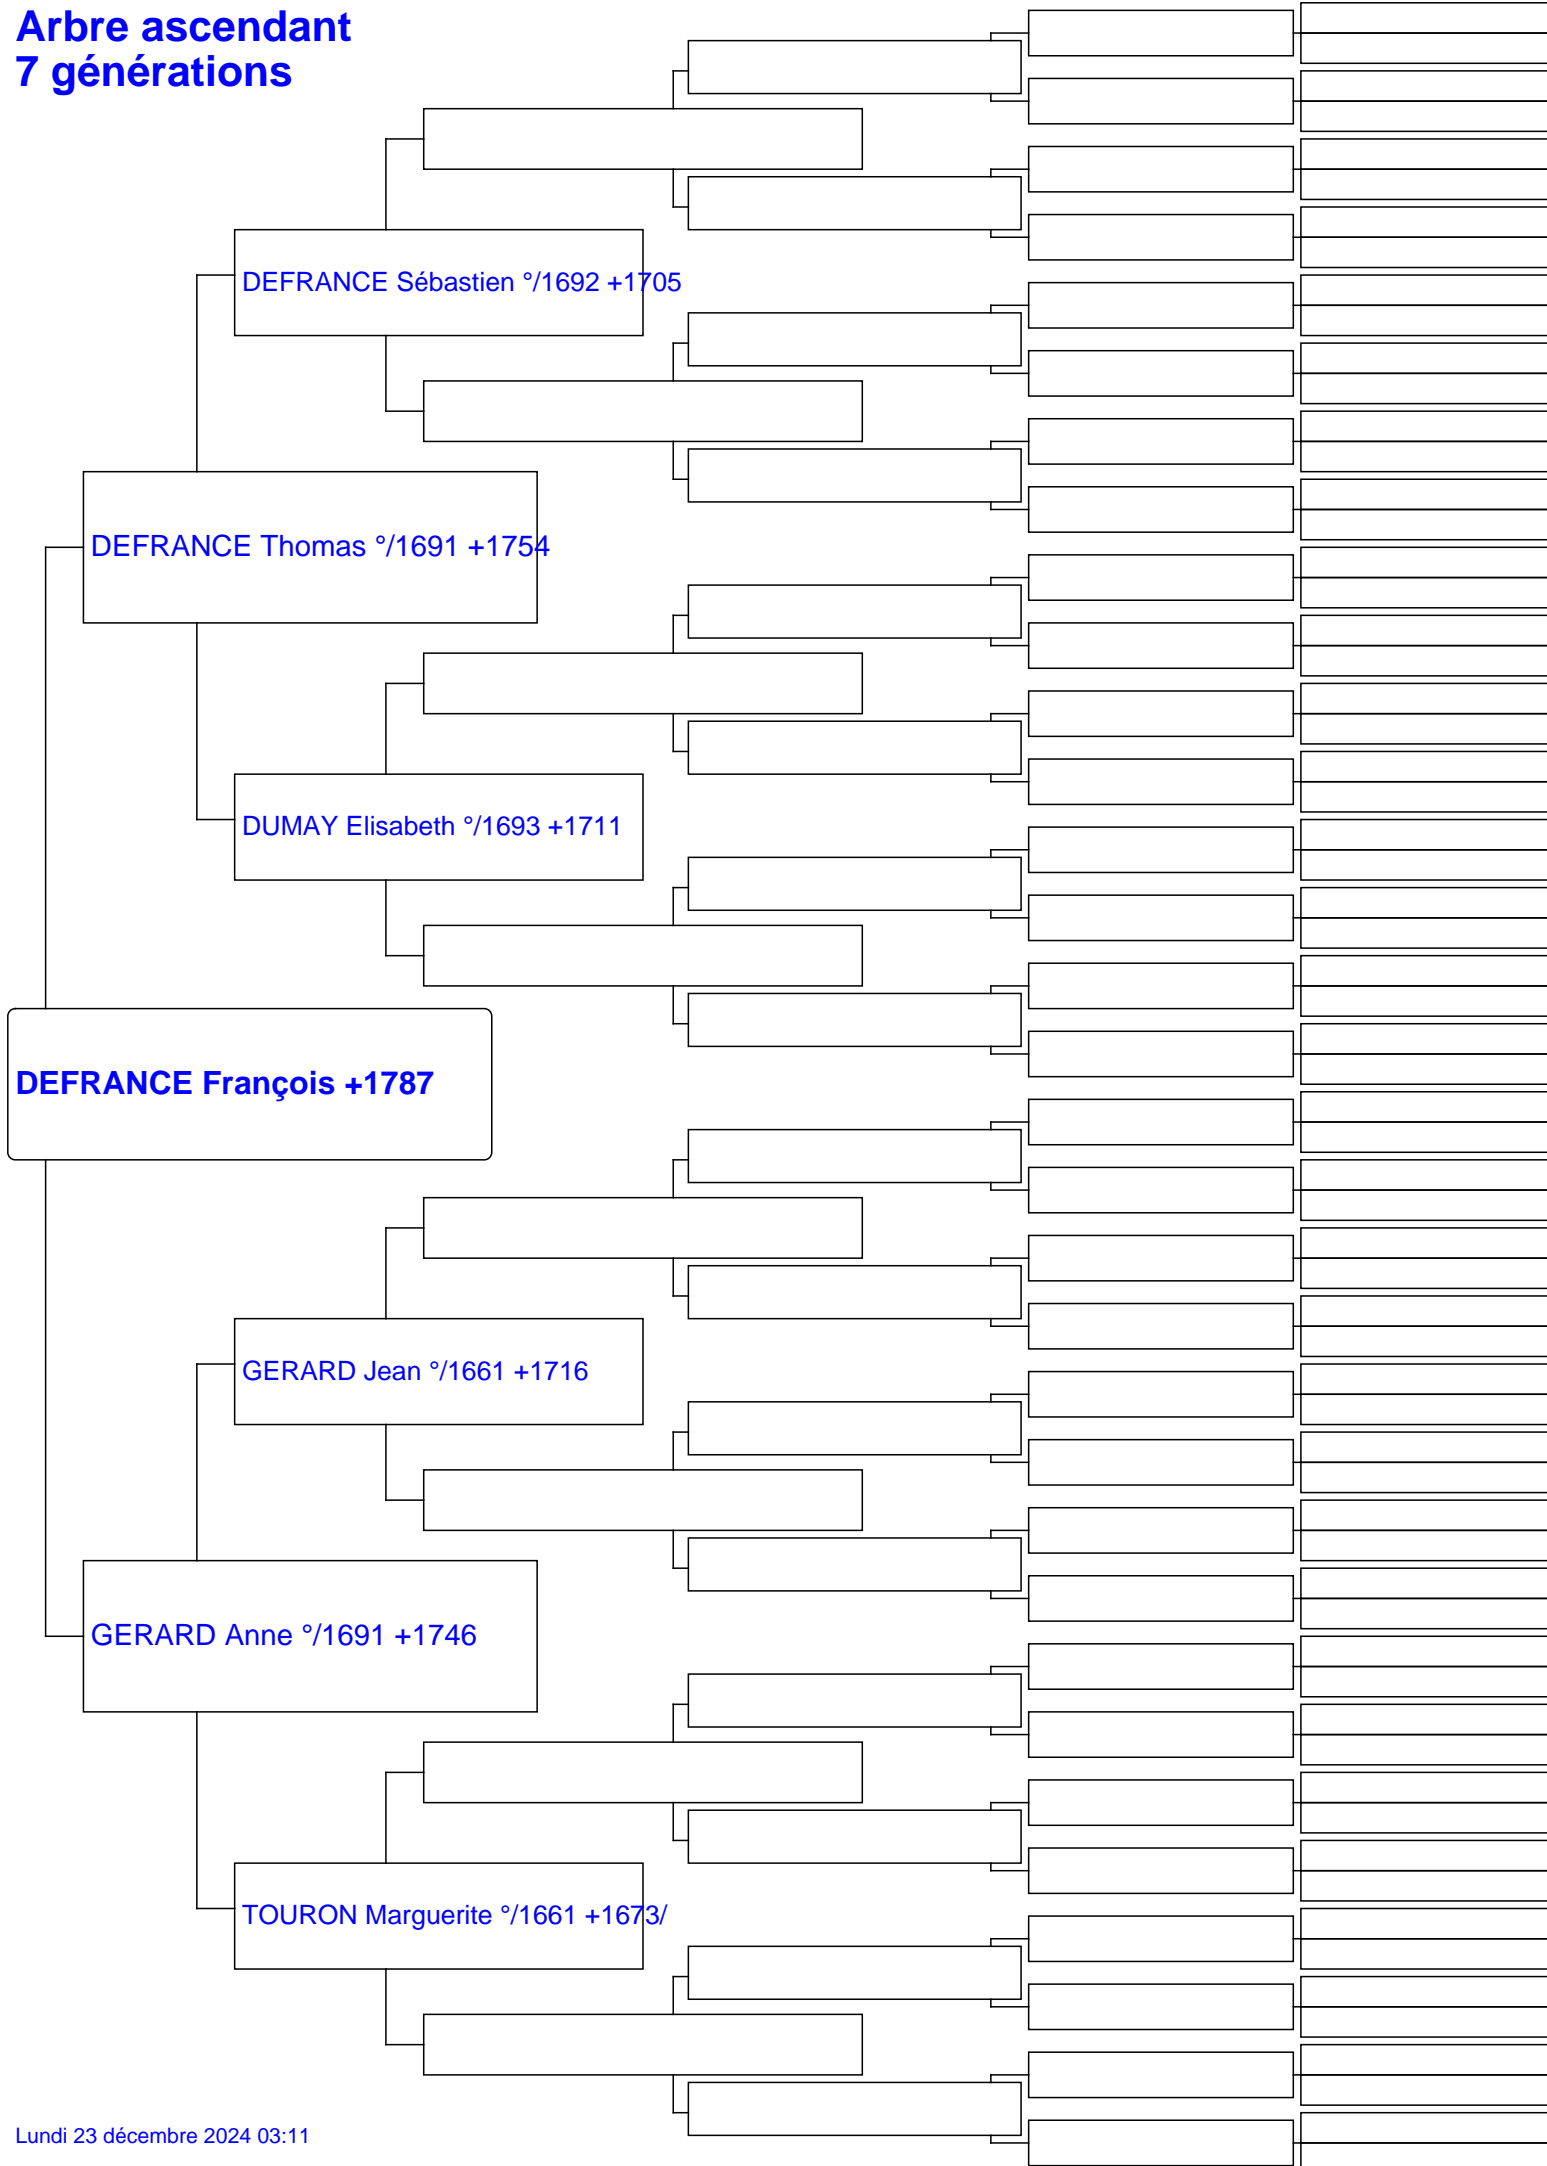 Arbre ascendant
7 générations
DEFRANCE Sébastien °/1692 +1705
DEFRANCE Thomas °/1691 +1754
DUMAY Elisabeth °/1693 +1711
DEFRANCE François +1787
GERARD Jean °/1661 +1716
GERARD Anne °/1691 +1746
TOURON Marguerite °/1661 +1673/
Lundi 23 décembre 2024 03:11